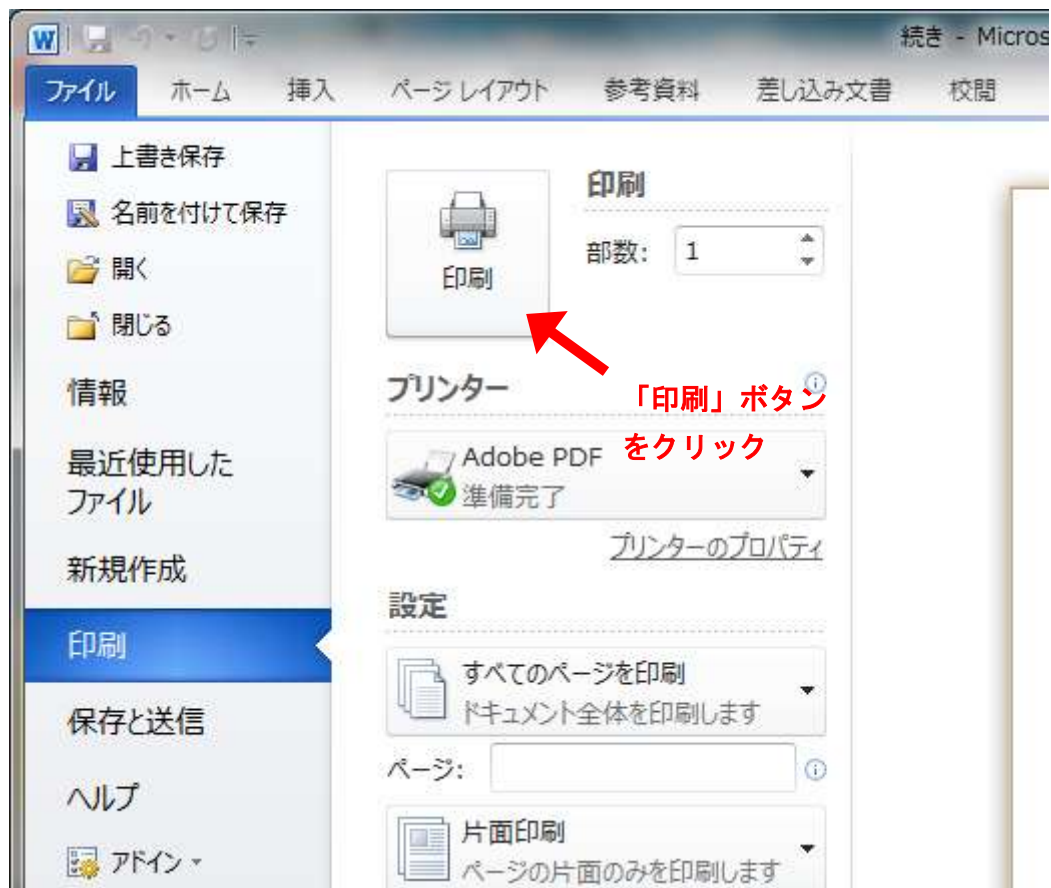 続き - Micros
ファイル ホーム 挿入 ページ レイアウト 参考資料 差し込み文書 校閲
上書き保存
名前を付けて保存
開く
閉じる
情報
最近使用した
ファイル
新規作成
印刷
保存と送信
ヘルプ
アドイン
印刷
印刷
部数: 1
「印刷」ボタン
をクリック
プリンター
Adobe PDF
準備完了
プリンターのプロパティ
設定
すべてのページを印刷
ドキュメント全体を印刷します
ページ:
片面印刷
ページの片面のみを印刷します